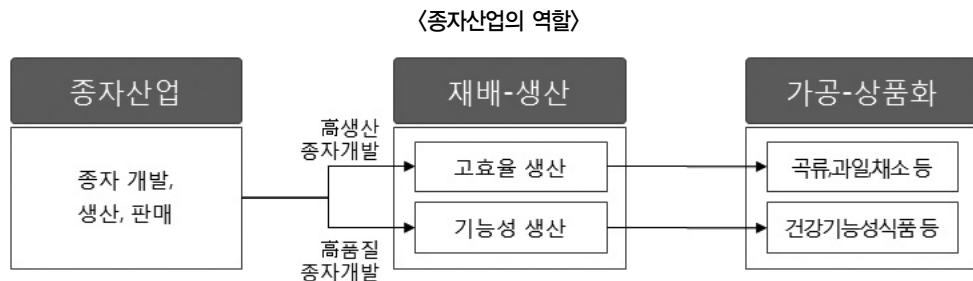 〈종자산업의 역할〉
종자산업
재배-생산
가공-상품화
종자 개발,
생산, 판매
高생산
종자개발
高품질
종자개발
고효율 생산
기능성 생산
곡류,과일,채소 등
건강기능성식품 등